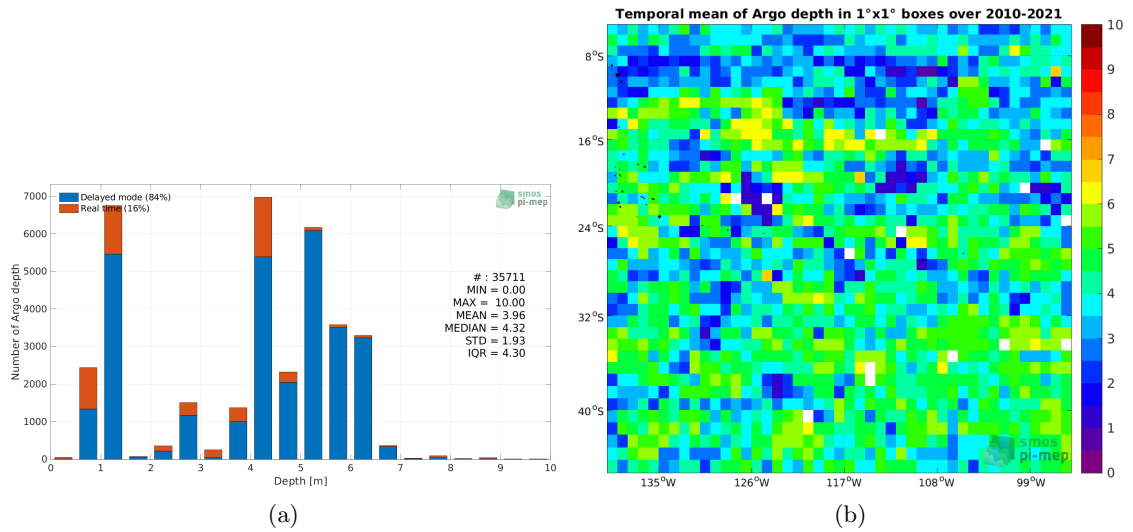 Delayed mode (84%)
Real time (16%)
smos
pi-mep
# : 35711
MIN = 0.00
MAX = 10.00
MEAN = 3.96
MEDIAN = 4.32
STD = 1.93
IQR = 4.30
Number of Argo depth
7000
6000
5000
4000
3000
2000
1000
0
0 1 2 3 4 5 6 7 8 9 10
Depth [m]
(a)
Temporal mean of Argo depth in 1°x1° boxes over 2010-2021
8°S
16°S
24°S
32°S
40°S
135°W 126°W 117°W 108°W 99°W
smos
pi-mep
10
9
8
7
6
5
4
3
2
1
0
(b)